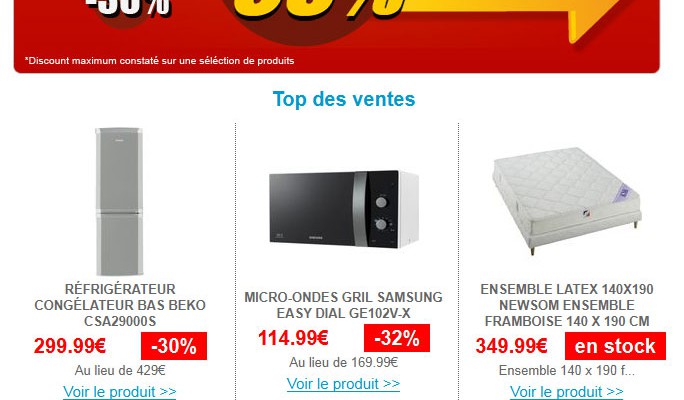 *Discount maximum constaté sur une séléction de produits
Top des ventes
RÉFRIGÉRATEUR
CONGÉLATEUR BAS BEKO
CSA29000S
299.99€ -30%
Au lieu de 429€
Voir le produit >>
MICRO-ONDES GRIL SAMSUNG
EASY DIAL GE102V-X
114.99€ -32%
Au lieu de 169.99€
Voir le produit >>
ENSEMBLE LATEX 140X190
NEWSOM ENSEMBLE
FRAMBOISE 140 X 190 CM
349.99€ en stock
Ensemble 140 x 190 f...
Voir le produit >>